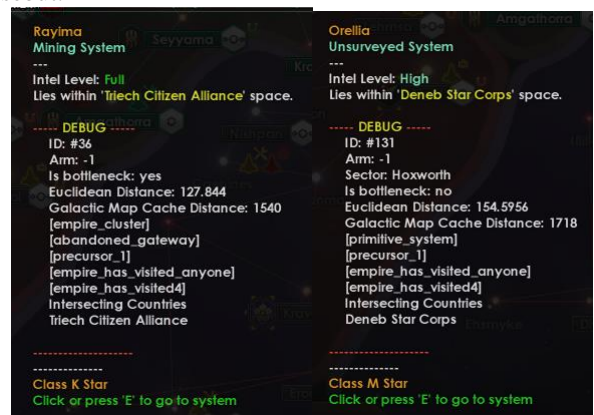 Rayima
Mining System
---
Intel Level: Full
Lies within 'Triech Citizen Alliance' space.
----- DEBUG -----
ID: #36
Arm: -1
Is bottleneck: yes
Euclidean Distance: 127.844
Galactic Map Cache Distance: 1540
[empire_cluster]
[abandoned_gateway]
[precursor_1]
[empire_has_visited_anyone]
[empire_has_visited4]
Intersecting Countries
Triech Citizen Alliance
--------------------
--------------
Class K Star
Click or press 'E' to go to system
Orellia
Unsurveyed System
---
Intel Level: High
Lies within 'Deneb Star Corps' space.
----- DEBUG -----
ID: #131
Arm: -1
Sector: Hoxworth
Is bottleneck: no
Euclidean Distance: 154.5956
Galactic Map Cache Distance: 1718
[primitive_system]
[precursor_1]
[empire_has_visited_anyone]
[empire_has_visited4]
Intersecting Countries
Deneb Star Corps
--------------------
--------------
Class M Star
Click or press 'E' to go to system
Seyyama
Amgalhorra